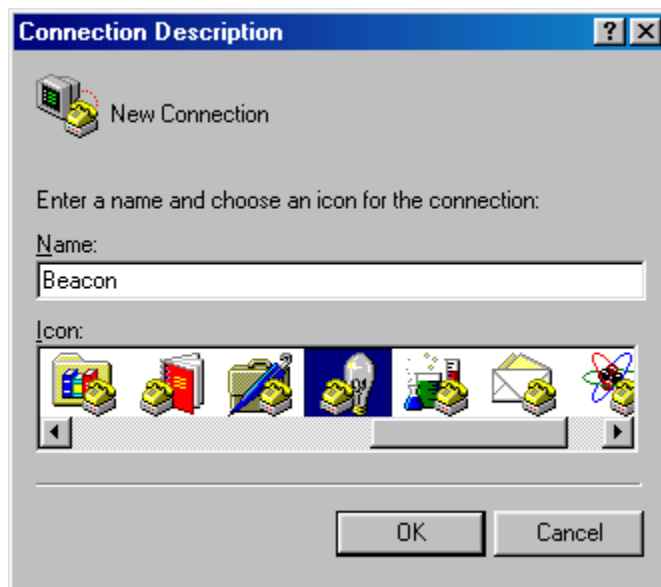 Connection Description
New Connection
Enter a name and choose an icon for the connection:
Name:
Beacon
Icon:
OK Cancel